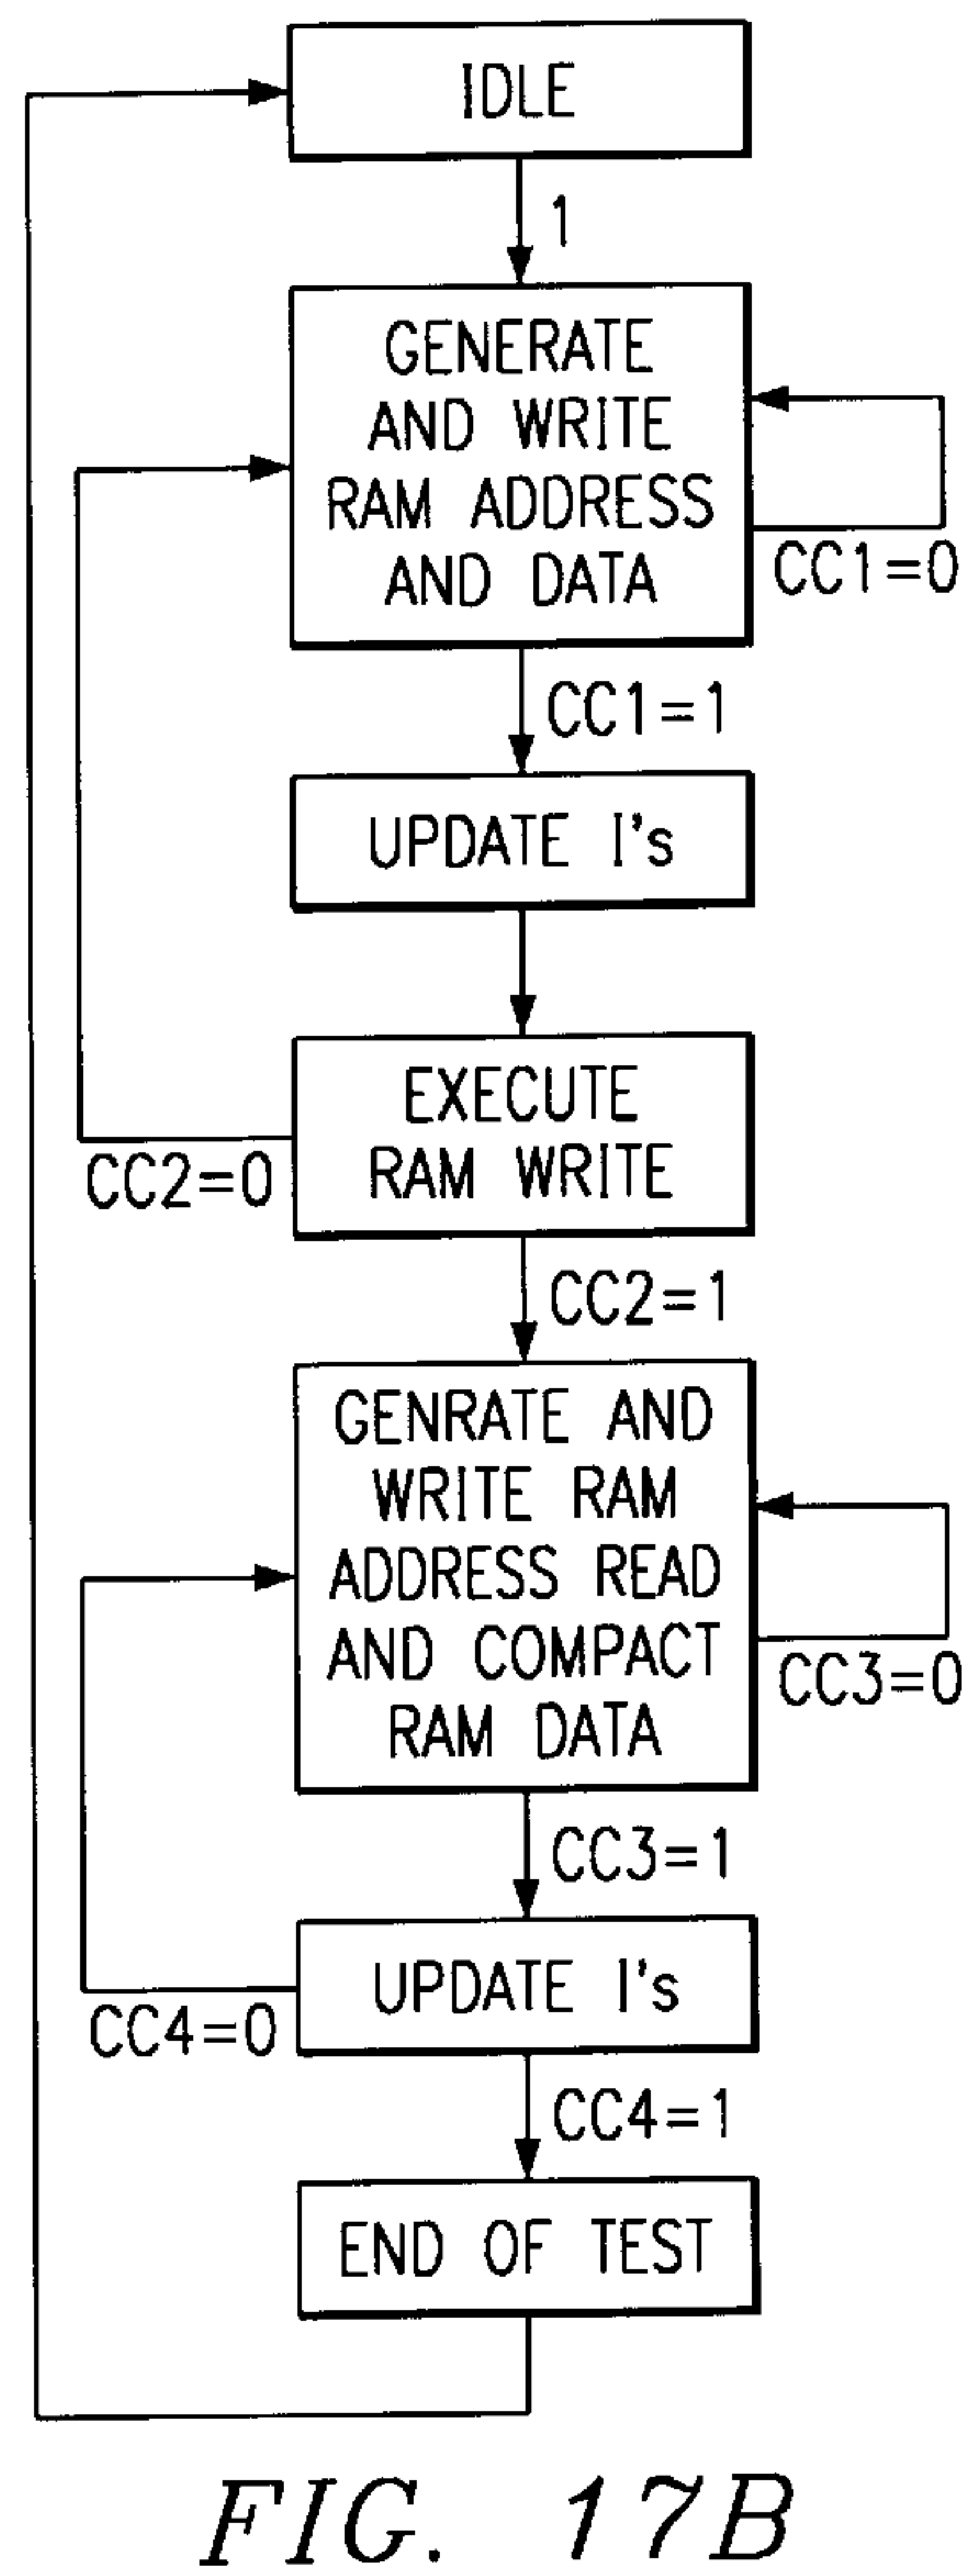 IDLE
1
GENERATE
AND WRITE
RAM ADDRESS
AND DATA
CC1=0
CC1=1
UPDATE I's
EXECUTE
RAM WRITE
CC2=0
CC2=1
GENRATE AND
WRITE RAM
ADDRESS READ
AND COMPACT
RAM DATA
CC3=0
CC3=1
UPDATE I's
CC4=0
CC4=1
END OF TEST
FIG. 17B